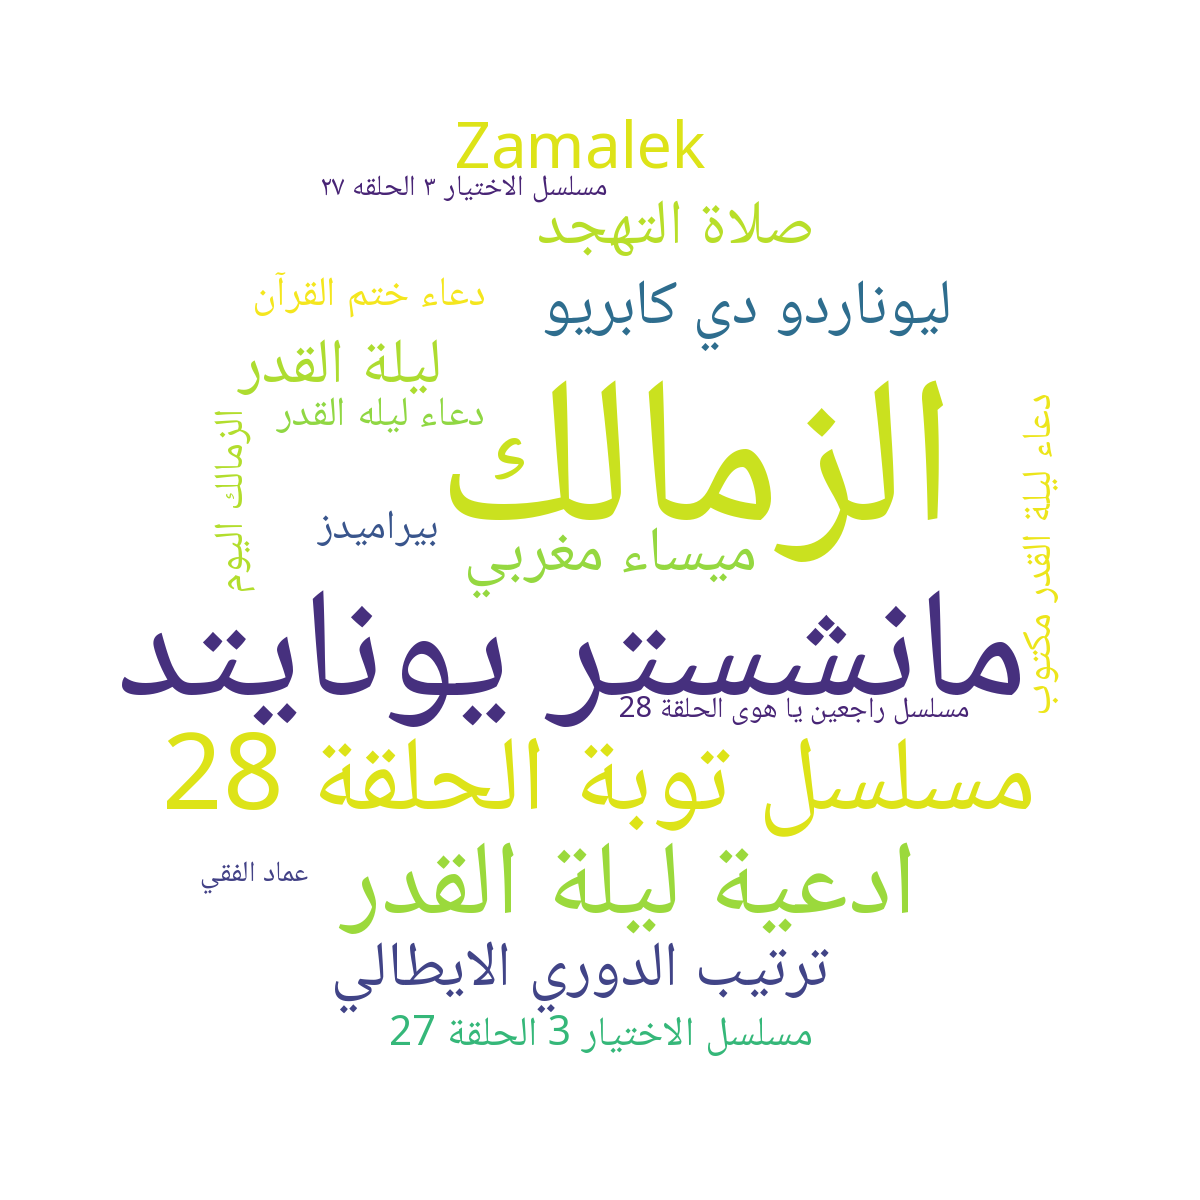 Zamalek
مسلسل الاختيار ٣ الحلقه ٢٧
صلاة التهجد
دعاء ختم القرآن
ليوناردو دي كابريو
ليلة القدر
دعاء ليله القدر
الزمالك
الزمالك اليوم
دعاء ليلة القدر مكتوب
بيراميدز
ميساء مغربي
مانشستر يونايتد
مسلسل راجعين يا هوى الحلقة 28
مسلسل توبة الحلقة 28
ادعية ليلة القدر
عماد الفقي
ترتيب الدوري الايطالي
مسلسل الاختيار 3 الحلقة 27